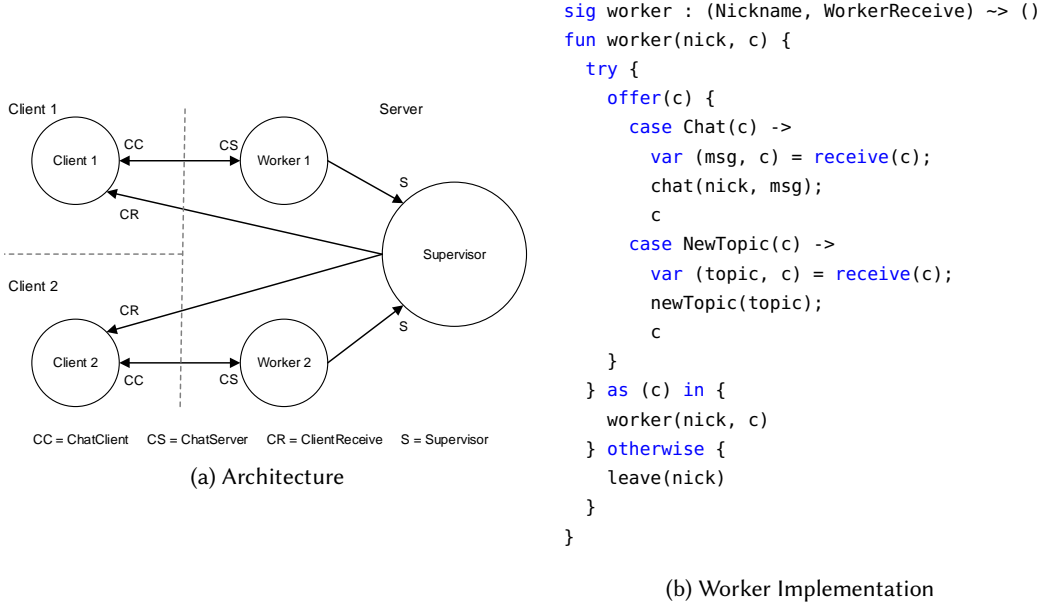 Client 1
Server
Client 1
CC
CS
Worker 1
S
CR
Supervisor
Client 2
CR
S
Client 2
CC
CS
Worker 2
CC = ChatClient CS = ChatServer CR = ClientReceive S = Supervisor
(a) Architecture
sig worker : (Nickname, WorkerReceive) ~> ()
fun worker(nick, c) {
  try {
    offer(c) {
      case Chat(c) ->
        var (msg, c) = receive(c);
        chat(nick, msg);
        c
      case NewTopic(c) ->
        var (topic, c) = receive(c);
        newTopic(topic);
        c
    }
  } as (c) in {
    worker(nick, c)
  } otherwise {
    leave(nick)
  }
}
(b) Worker Implementation